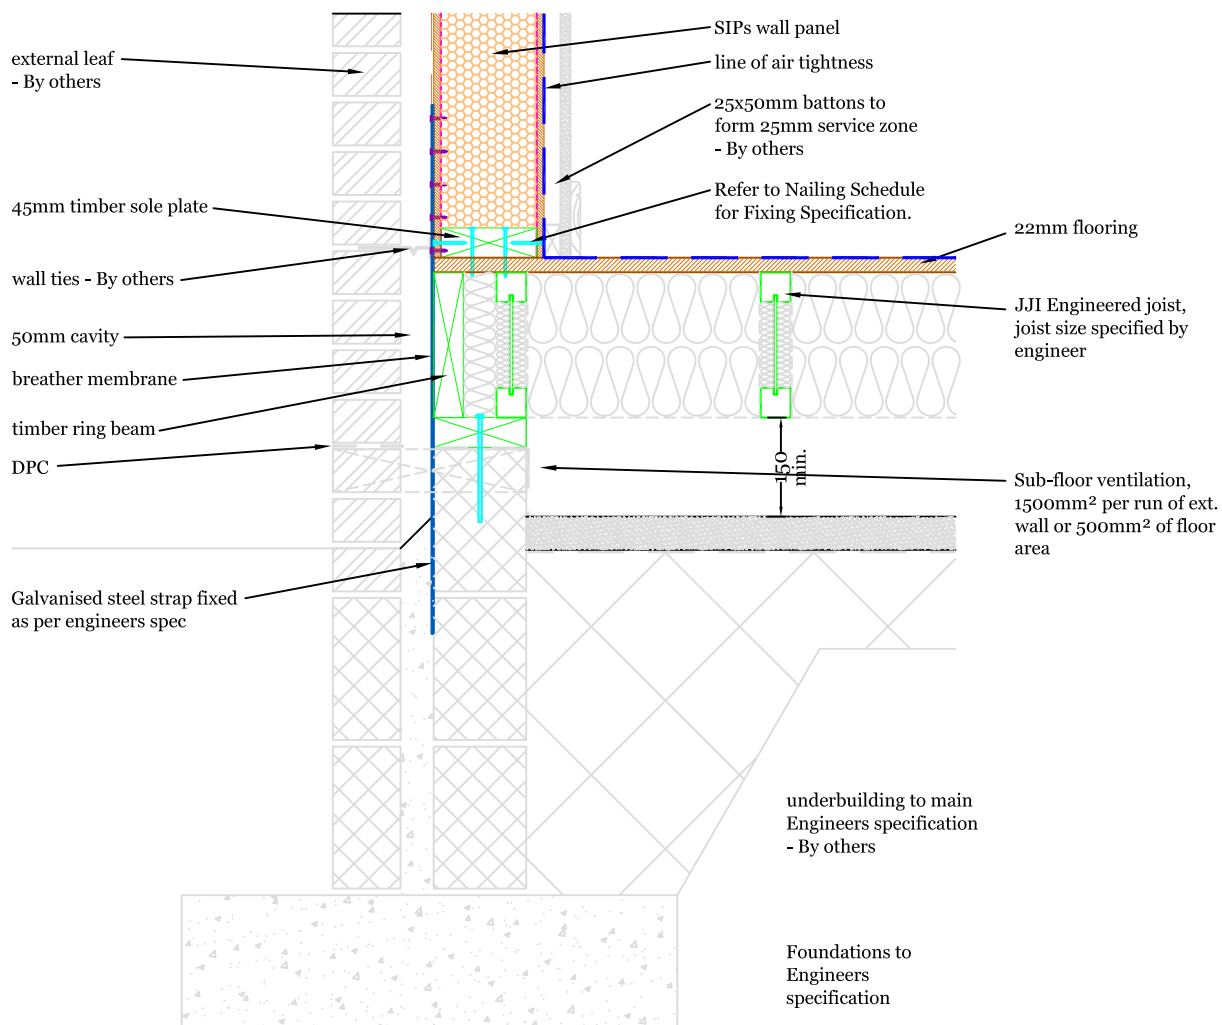 external leaf
- By others
45mm timber sole plate
wall ties - By others
50mm cavity
breather membrane
timber ring beam
DPC
Galvanised steel strap fixed
as per engineers spec
SIPs wall panel
line of air tightness
25x50mm battons to
form 25mm service zone
- By others
Refer to Nailing Schedule
for Fixing Specification.
22mm flooring
JJI Engineered joist,
joist size specified by
engineer
150
min.
Sub-floor ventilation,
1500mm² per run of ext.
wall or 500mm² of floor
area
underbuilding to main
Engineers specification
- By others
Foundations to
Engineers
specification